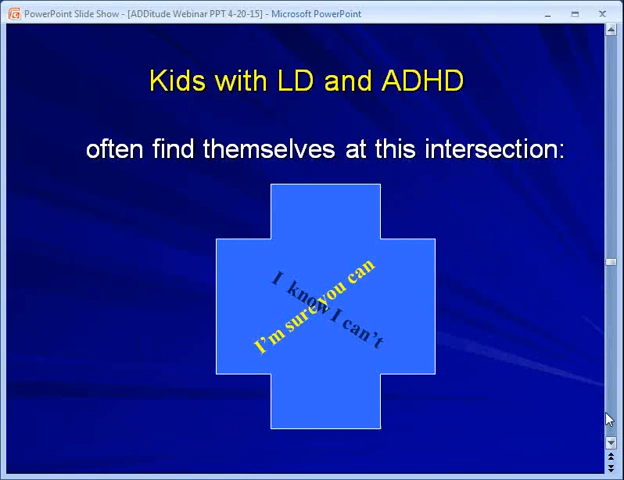 PowerPoint Slide Show - [ADDitude Webinar PPT 4-20-15] - Microsoft PowerPoint
Kids with LD and ADHD
often find themselves at this intersection:
I know I can't
I'm sure you can